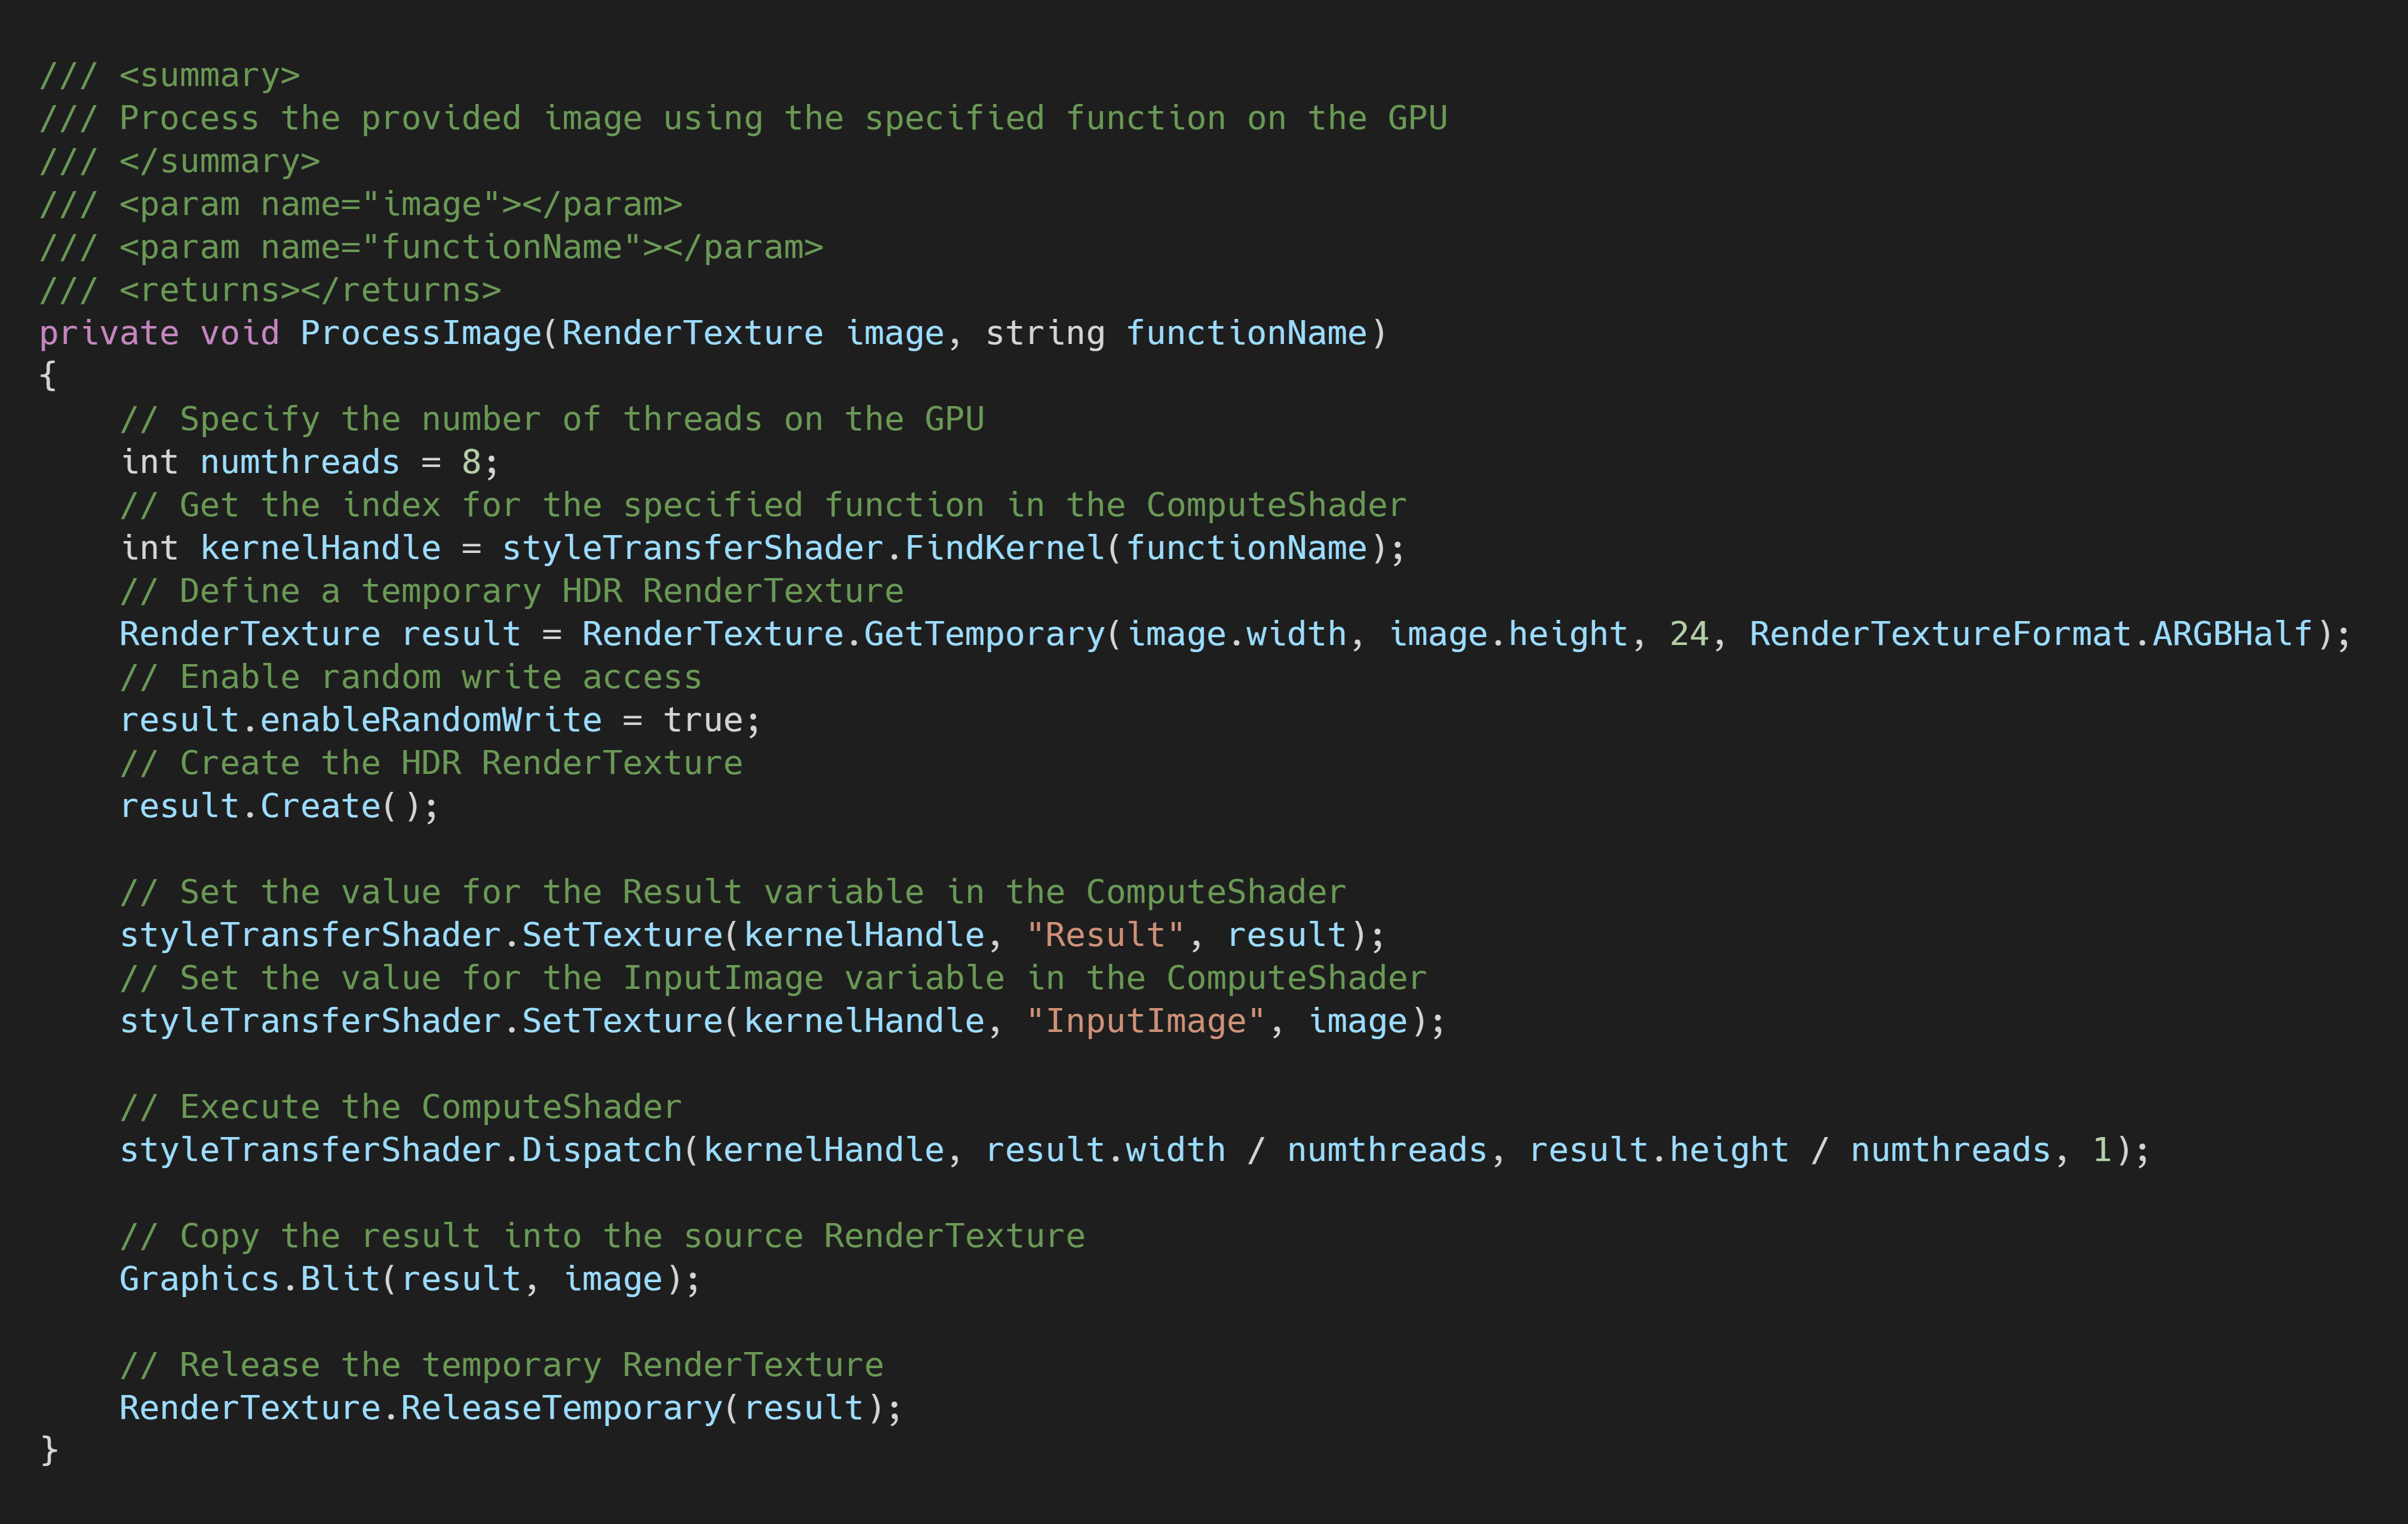 /// <summary>
/// Process the provided image using the specified function on the GPU
/// </summary>
/// <param name="image"></param>
/// <param name="functionName"></param>
/// <returns></returns>
private void ProcessImage(RenderTexture image, string functionName)
{
    // Specify the number of threads on the GPU
    int numthreads = 8;
    // Get the index for the specified function in the ComputeShader
    int kernelHandle = styleTransferShader.FindKernel(functionName);
    // Define a temporary HDR RenderTexture
    RenderTexture result = RenderTexture.GetTemporary(image.width, image.height, 24, RenderTextureFormat.ARGBHalf);
    // Enable random write access
    result.enableRandomWrite = true;
    // Create the HDR RenderTexture
    result.Create();

    // Set the value for the Result variable in the ComputeShader
    styleTransferShader.SetTexture(kernelHandle, "Result", result);
    // Set the value for the InputImage variable in the ComputeShader
    styleTransferShader.SetTexture(kernelHandle, "InputImage", image);

    // Execute the ComputeShader
    styleTransferShader.Dispatch(kernelHandle, result.width / numthreads, result.height / numthreads, 1);

    // Copy the result into the source RenderTexture
    Graphics.Blit(result, image);

    // Release the temporary RenderTexture
    RenderTexture.ReleaseTemporary(result);
}